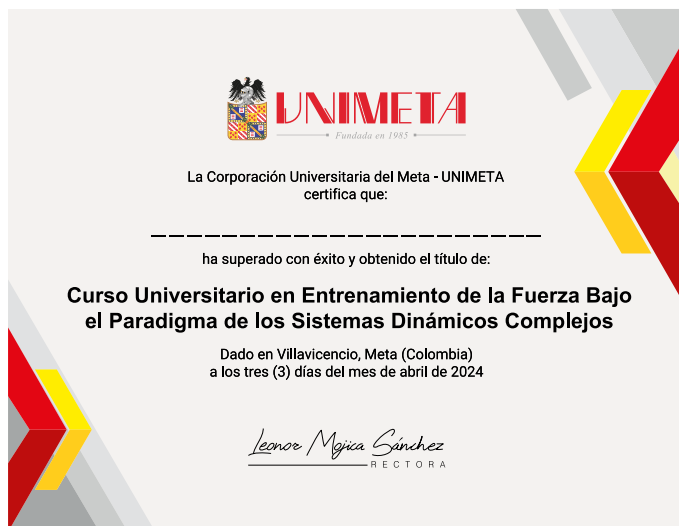 UNIMETA
Fundada en 1985
La Corporación Universitaria del Meta - UNIMETA
certifica que:
ha superado con éxito y obtenido el título de:
Curso Universitario en Entrenamiento de la Fuerza Bajo
el Paradigma de los Sistemas Dinámicos Complejos
Dado en Villavicencio, Meta (Colombia)
a los tres (3) días del mes de abril de 2024
Leonor Mojica Sánchez
RECTORA